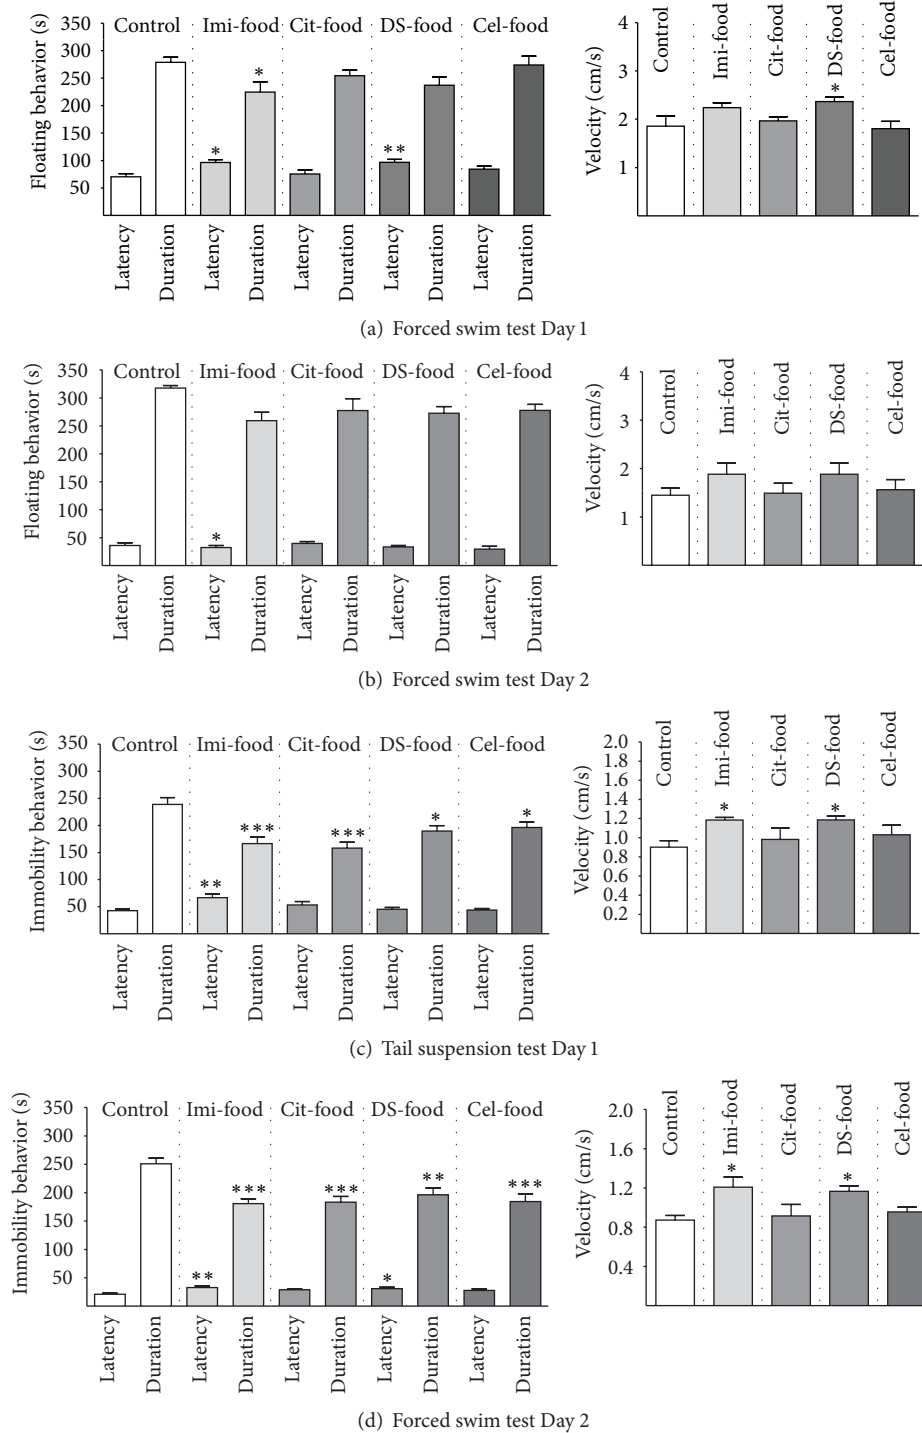 Control Imi-food Cit-food DS-food Cel-food
Floating behavior (s)
350
300
250
200
150
100
50
* * **
Latency Duration Latency Duration Latency Duration Latency Duration Latency Duration
Velocity (cm/s)
4
3
2
1
Control Imi-food Cit-food DS-food Cel-food
*
(a) Forced swim test Day 1
Control Imi-food Cit-food DS-food Cel-food
Floating behavior (s)
350
300
250
200
150
100
50
*
Latency Duration Latency Duration Latency Duration Latency Duration Latency Duration
Velocity (cm/s)
4
3
2
1
Control Imi-food Cit-food DS-food Cel-food
(b) Forced swim test Day 2
Control Imi-food Cit-food DS-food Cel-food
Immobility behavior (s)
350
300
250
200
150
100
50
** *** *** * *
Latency Duration Latency Duration Latency Duration Latency Duration Latency Duration
Velocity (cm/s)
2.0
1.8
1.6
1.4
1.2
1.0
0.8
0.6
0.4
0.2
Control Imi-food Cit-food DS-food Cel-food
* *
(c) Tail suspension test Day 1
Control Imi-food Cit-food DS-food Cel-food
Immobility behavior (s)
350
300
250
200
150
100
50
** *** *** * ** ***
Latency Duration Latency Duration Latency Duration Latency Duration Latency Duration
Velocity (cm/s)
2.0
1.6
1.2
0.8
0.4
Control Imi-food Cit-food DS-food Cel-food
* *
(d) Forced swim test Day 2